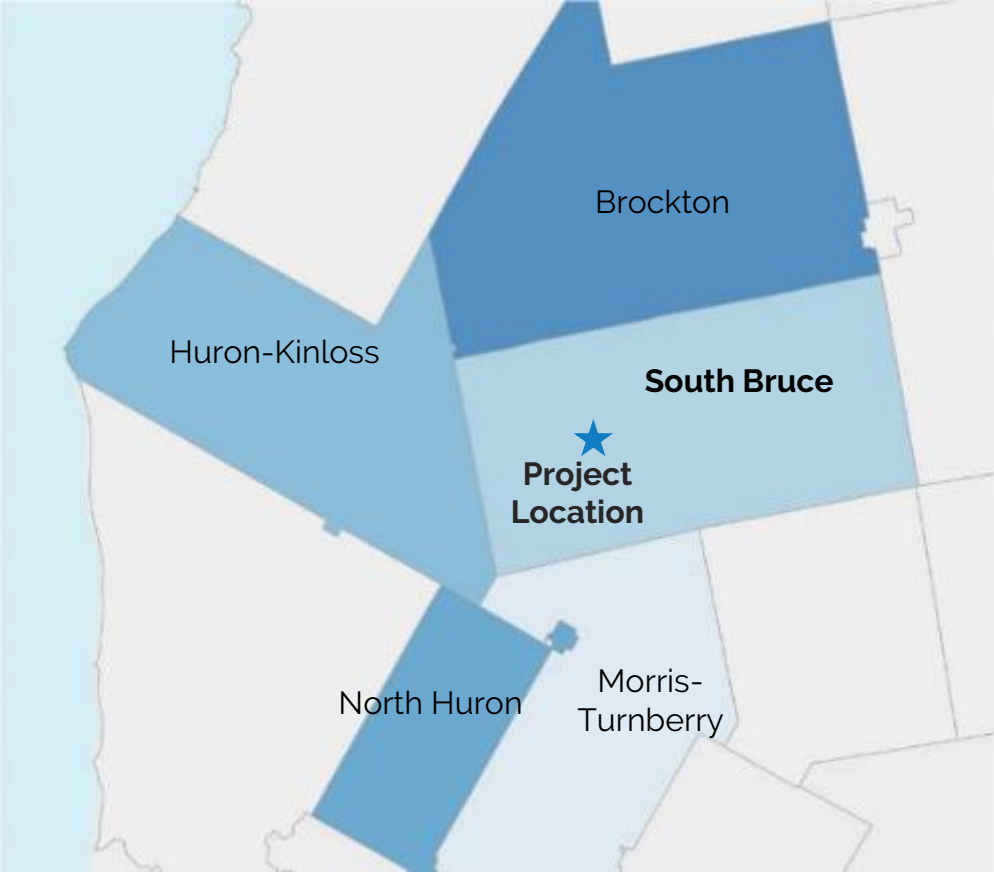 Brockton
Huron-Kinloss
South Bruce
Project
Location
North Huron
Morris-
Turnberry